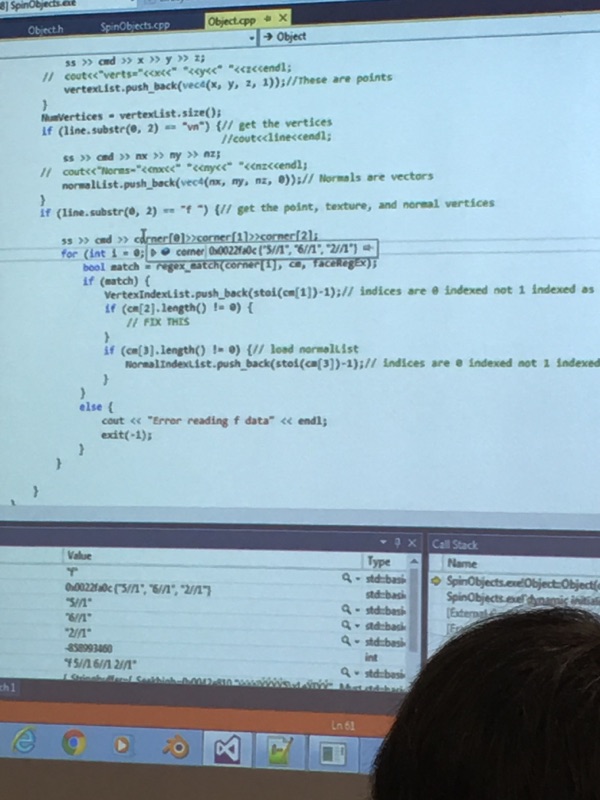 8] SpinObjects.exe
Object.h SpinObjects.cpp Object.cpp
Object
ss >> cmd >> x >> y >> z;
// cout<<"verts="<<x<<" "<<y<<" "<<z<<endl;
vertexList.push_back(vec4(x, y, z, 1));//These are points
}
NumVertices = vertexList.size();
if (line.substr(0, 2) == "vn") {// get the vertices
//cout<<line<<endl;
ss >> cmd >> nx >> ny >> nz;
// cout<<"Norms="<<nx<<" "<<ny<<" "<<nz<<endl;
normalList.push_back(vec4(nx, ny, nz, 0));// Normals are vectors
}
if (line.substr(0, 2) == "f ") {// get the point, texture, and normal vertices
ss >> cmd >> corner[0]>>corner[1]>>corner[2];
for (int i = 0; corner 0x0022fa0c {"5//1", "6//1", "2//1"}
bool match = regex_match(corner[i], cm, faceRegEx);
if (match) {
VertexIndexList.push_back(stoi(cm[1])-1);// indices are 0 indexed not 1 indexed as
if (cm[2].length() != 0) {
// FIX THIS
}
if (cm[3].length() != 0) {// load normalList
NormalIndexList.push_back(stoi(cm[3])-1);// indices are 0 indexed not 1 indexed
}
}
else {
cout << "Error reading f data" << endl;
exit(-1);
}
}
}
}
Value Type
"f"
0x0022fa0c {"5//1", "6//1", "2//1"} std::basi
"5//1" std::basi
"6//1" std::basi
"2//1" std::basi
-858993460 int
"f 5//1 6//1 2//1" std::basi
Call Stack
Name
SpinObjects.exe!Object::Object(
SpinObjects.exe!`dynamic initiali
[External
ch 1
Ln 61